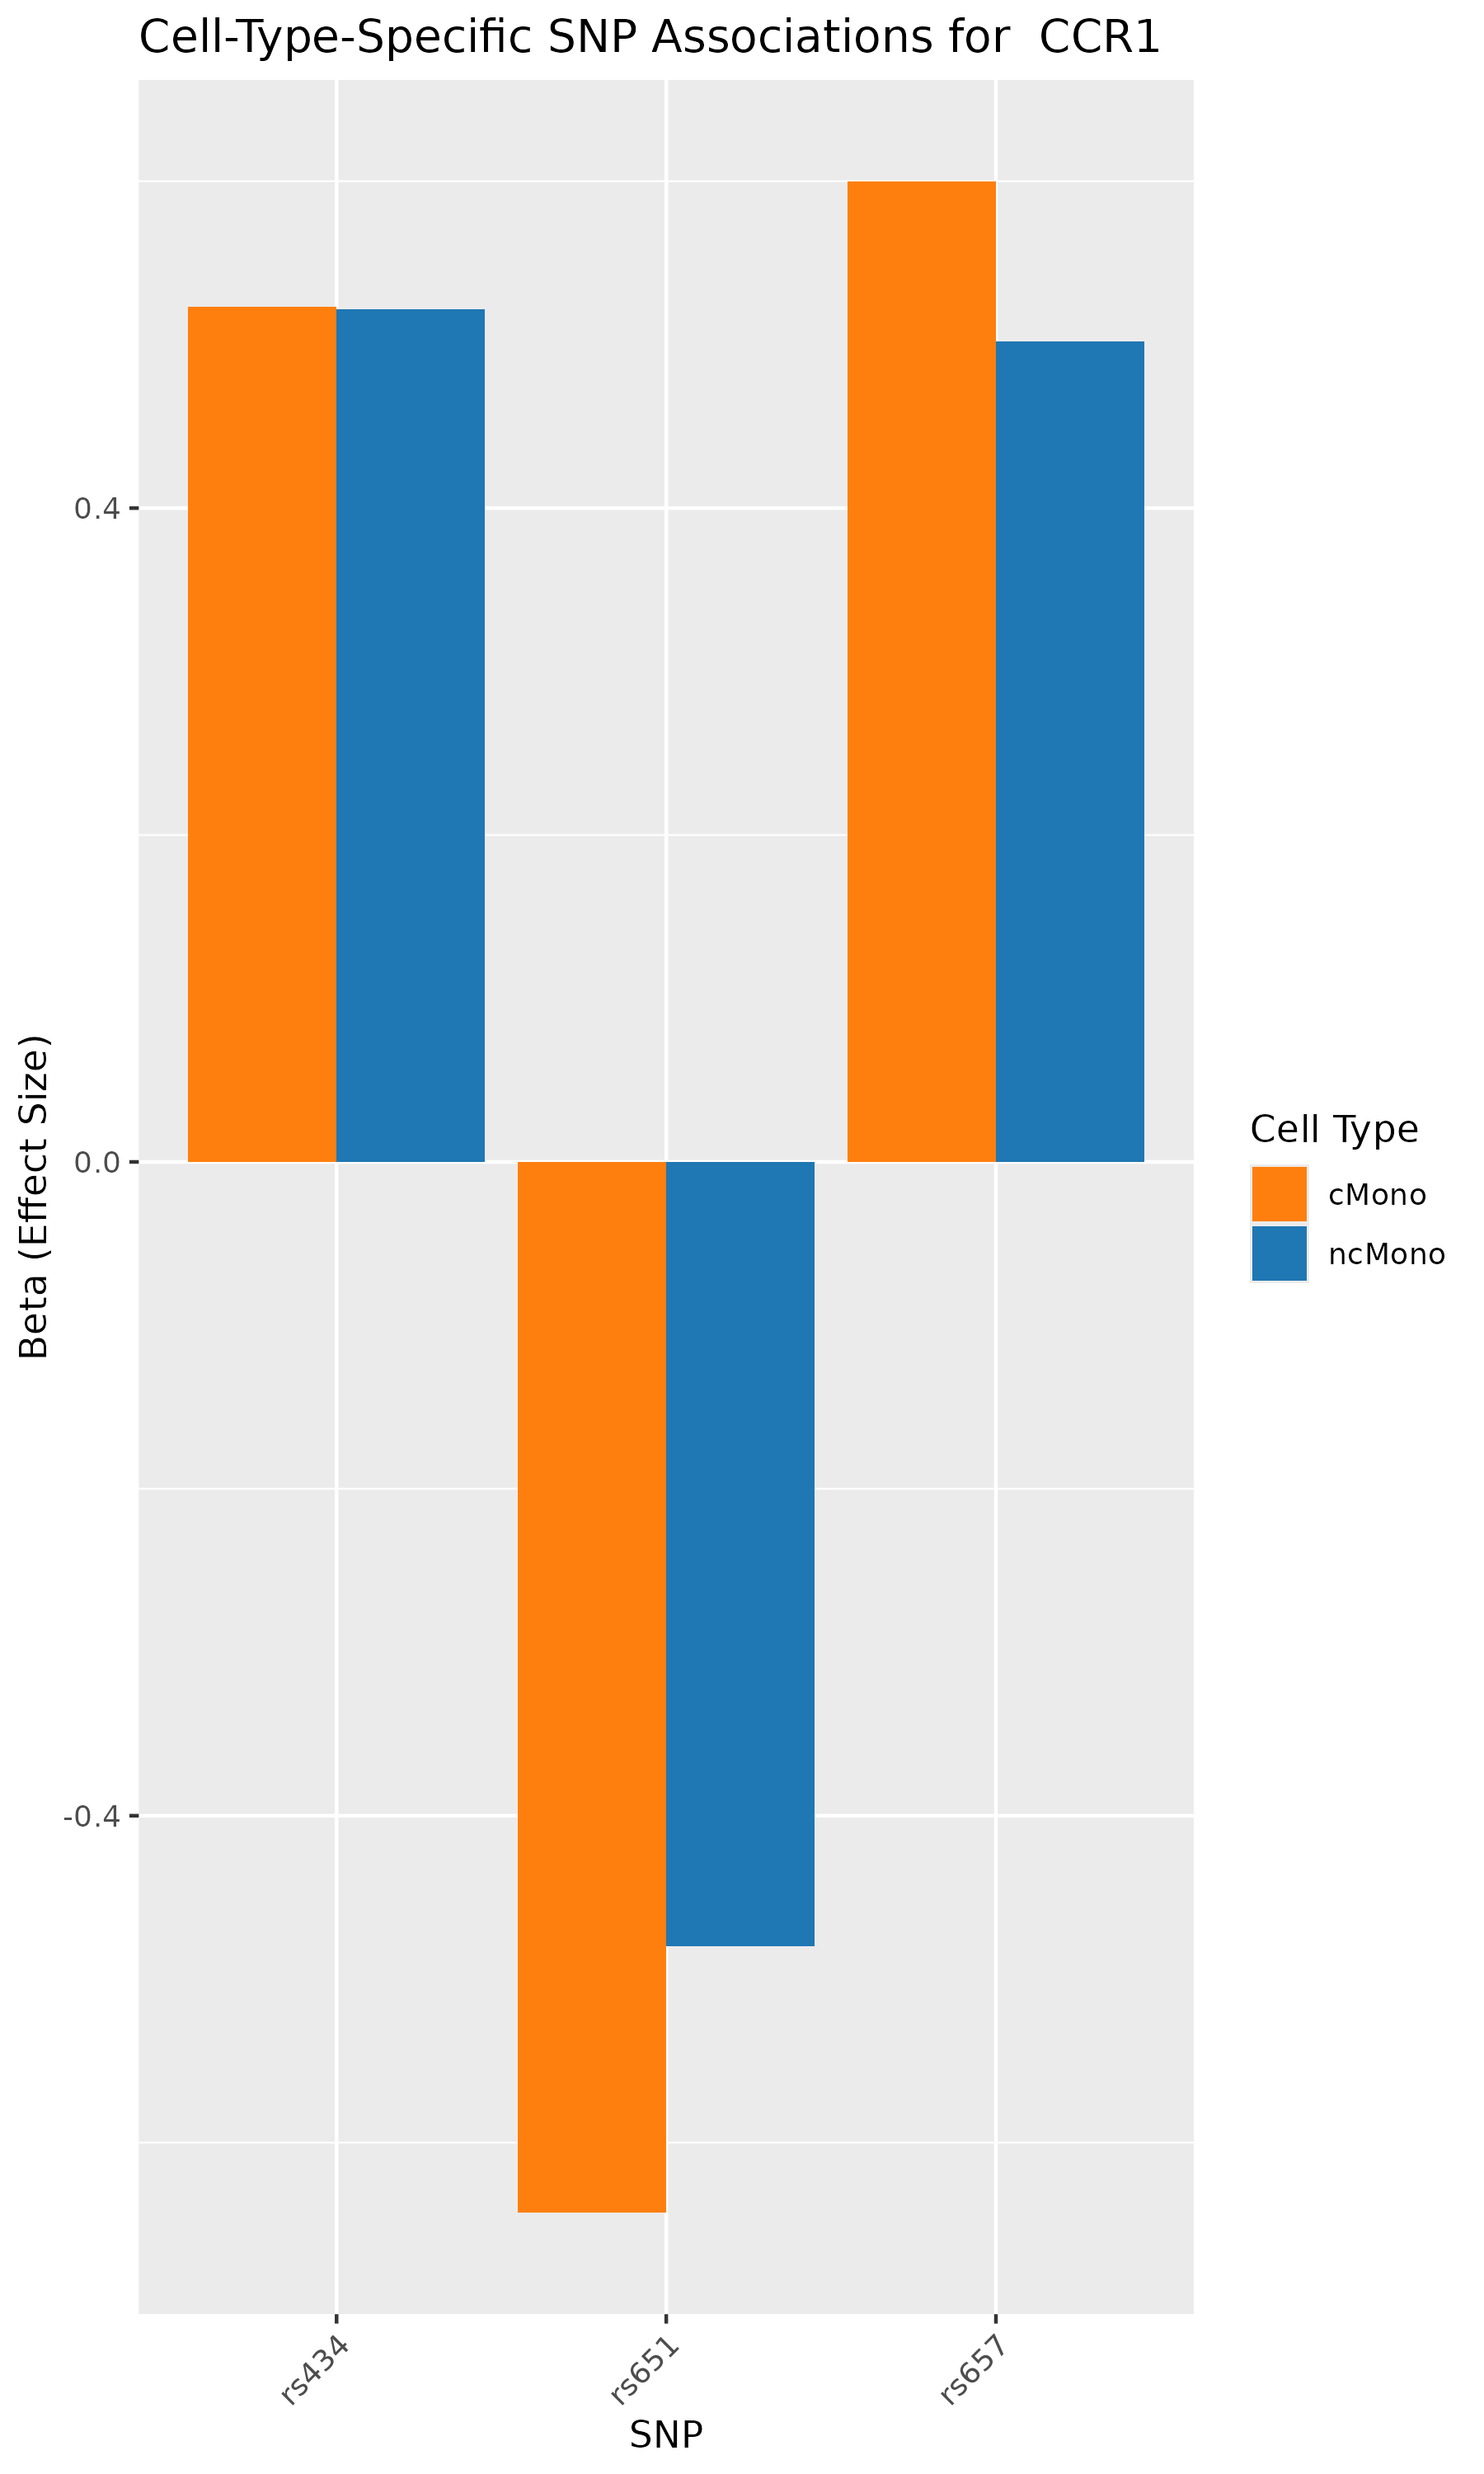 Cell-Type-Specific SNP Associations for  CCR1
Beta (Effect Size)
0.4
0.0
-0.4
rs434
rs651
rs657
SNP
Cell Type
cMono
ncMono